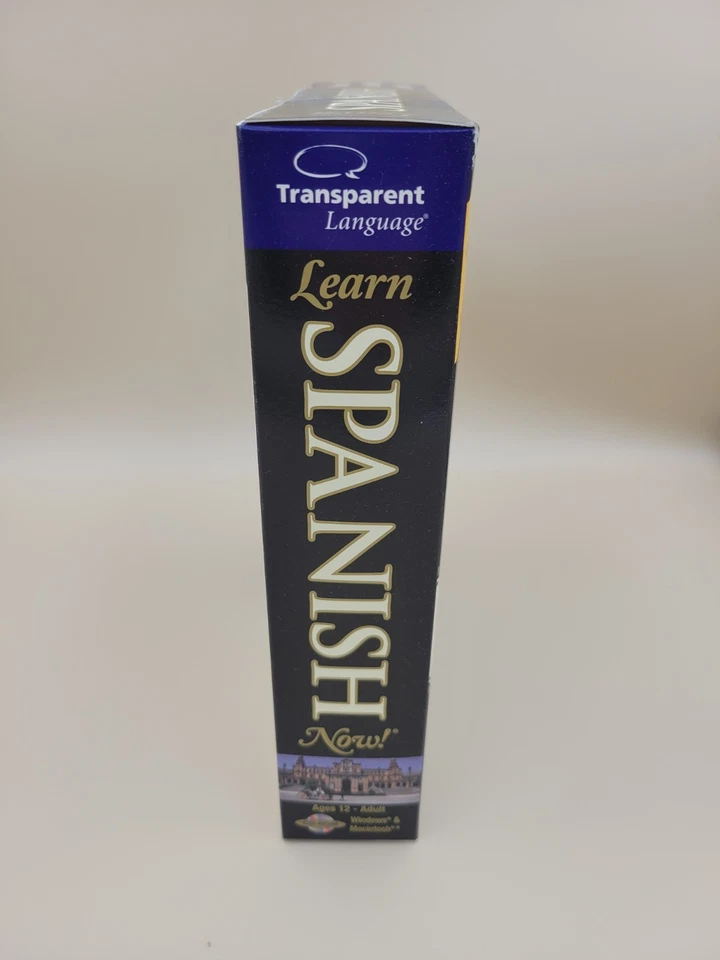 Transparent
Language®
Learn
SPANISH
Now!®
Ages 12 - Adult
Windows® &
Macintosh®